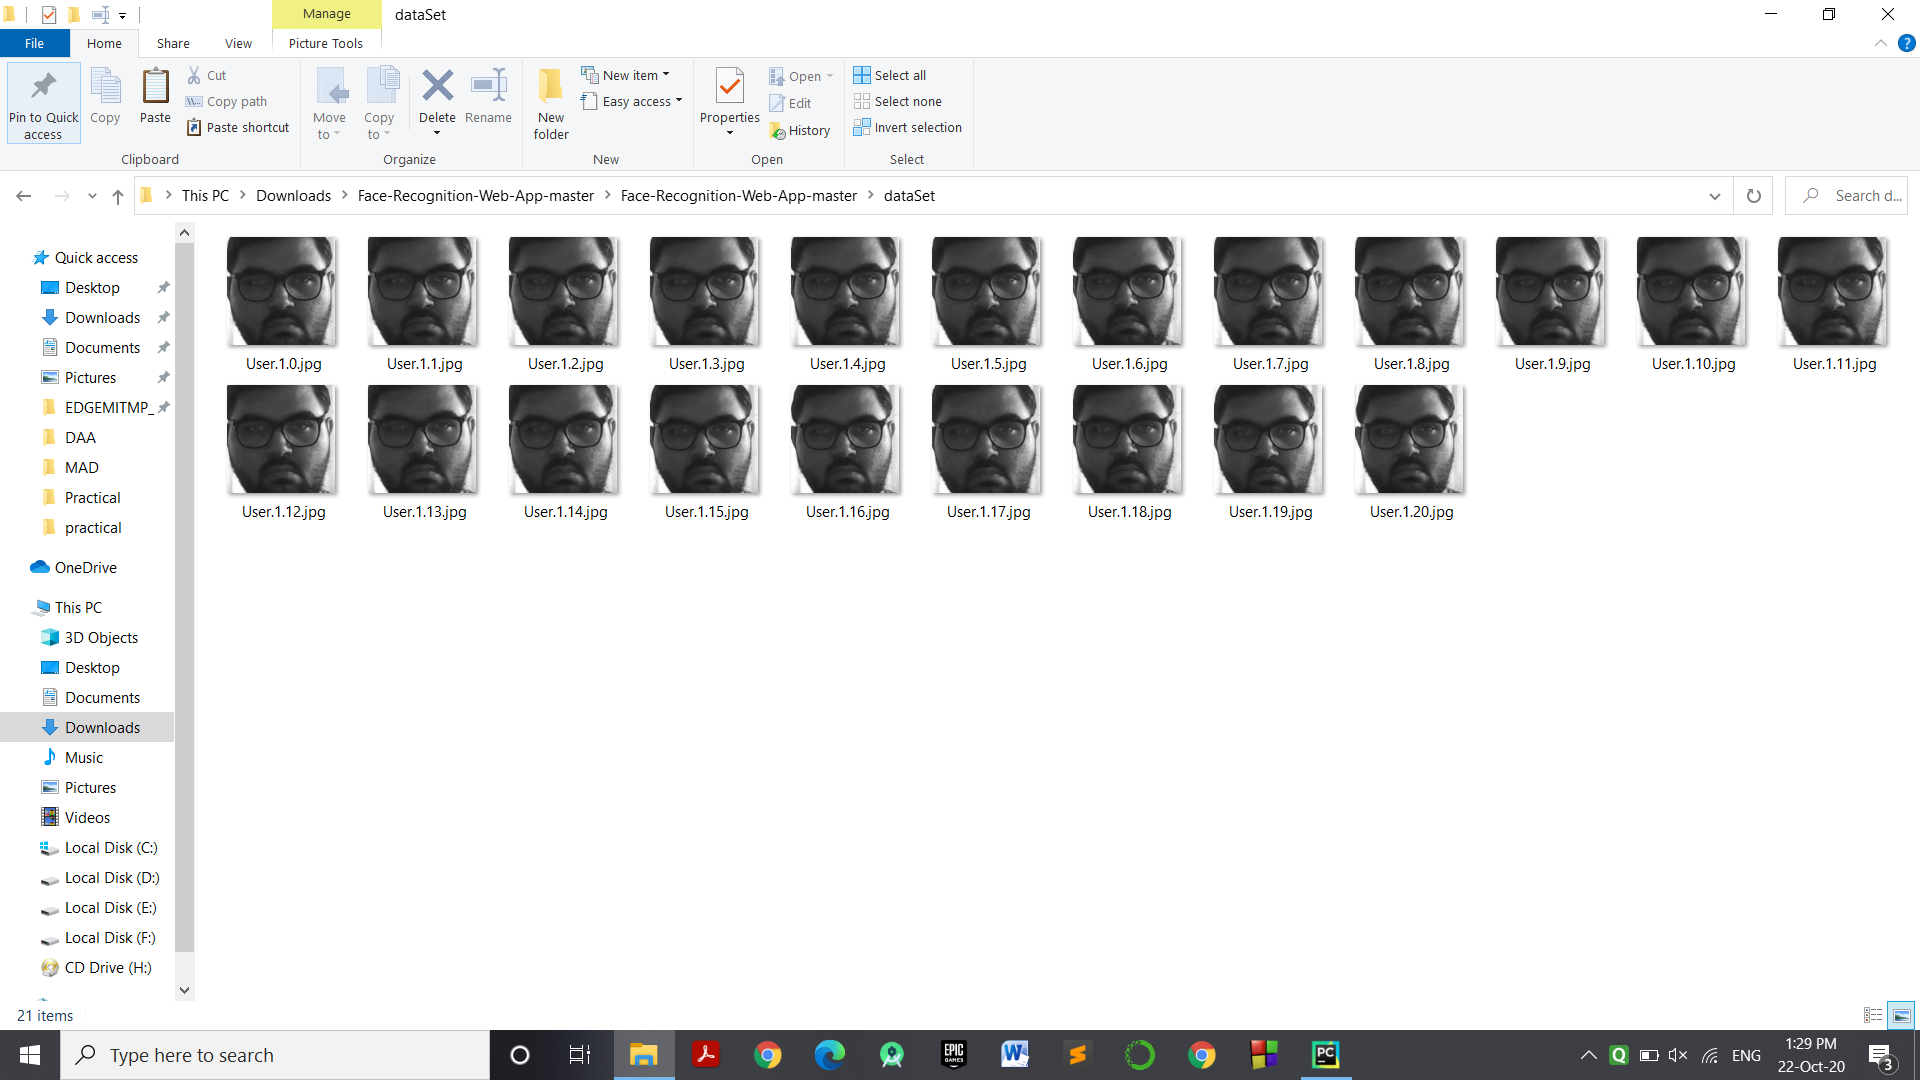 Manage
dataSet
File
Home
Share
View
Picture Tools
Pin to Quick access
Copy
Paste
Cut
Copy path
Paste shortcut
Clipboard
Move to
Copy to
Delete
Rename
Organize
New folder
New item
Easy access
New
Properties
Open
Edit
History
Open
Select all
Select none
Invert selection
Select
This PC
Downloads
Face-Recognition-Web-App-master
Face-Recognition-Web-App-master
dataSet
Search d...
Quick access
Desktop
Downloads
Documents
Pictures
EDGEMITMP_
DAA
MAD
Practical
practical
OneDrive
This PC
3D Objects
Desktop
Documents
Downloads
Music
Pictures
Videos
Local Disk (C:)
Local Disk (D:)
Local Disk (E:)
Local Disk (F:)
CD Drive (H:)
User.1.0.jpg
User.1.1.jpg
User.1.2.jpg
User.1.3.jpg
User.1.4.jpg
User.1.5.jpg
User.1.6.jpg
User.1.7.jpg
User.1.8.jpg
User.1.9.jpg
User.1.10.jpg
User.1.11.jpg
User.1.12.jpg
User.1.13.jpg
User.1.14.jpg
User.1.15.jpg
User.1.16.jpg
User.1.17.jpg
User.1.18.jpg
User.1.19.jpg
User.1.20.jpg
21 items
Type here to search
EPIC
GAMES
W
PC
Q
ENG
1:29 PM
22-Oct-20
3